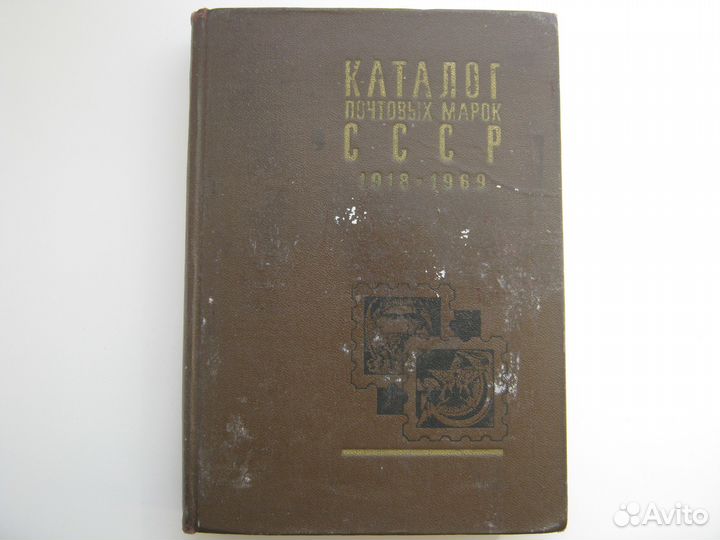 КАТАЛОГ
ПОЧТОВЫХ МАРОК
СССР
1918-1969
Avito